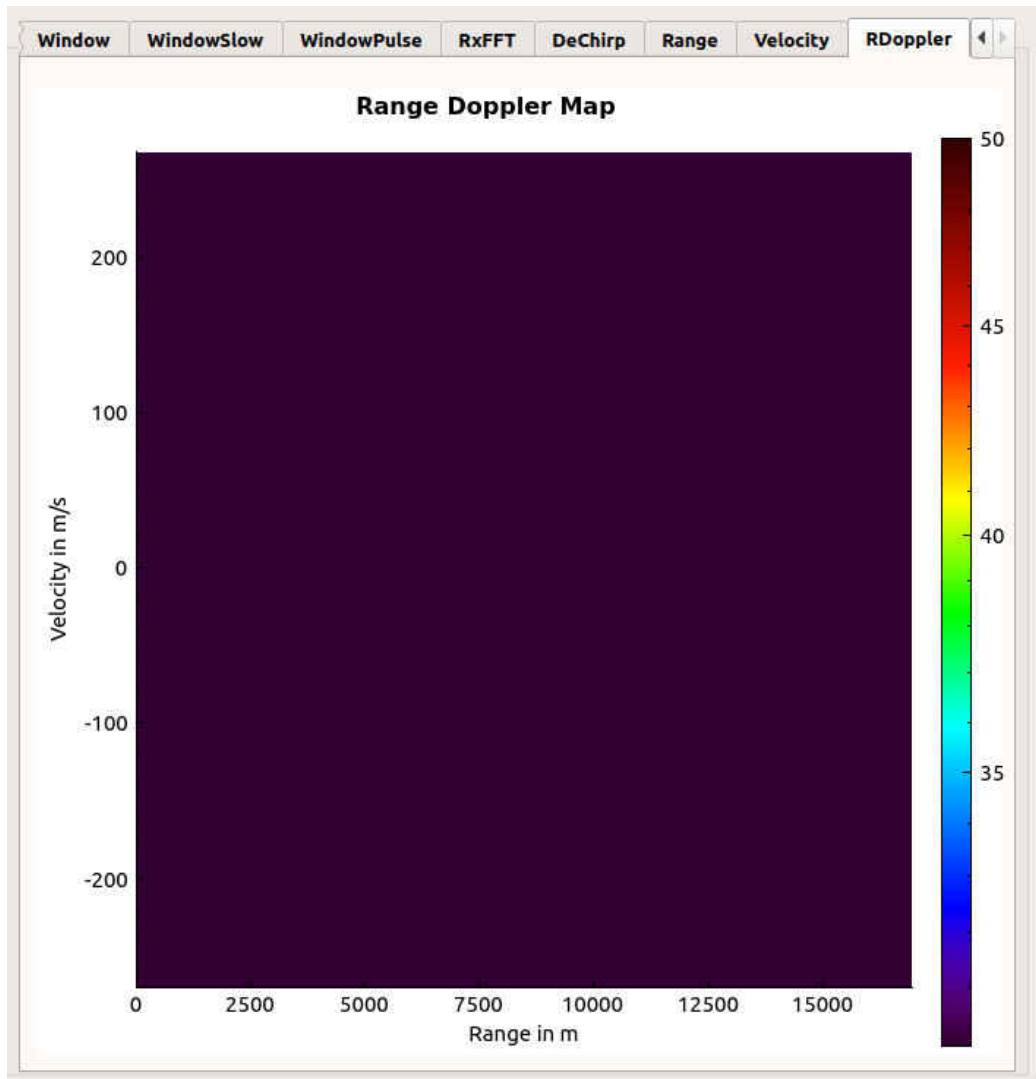 Window WindowSlow WindowPulse RxFFT DeChirp Range Velocity RDoppler
Range Doppler Map
50
45
40
35
200
100
0
-100
-200
Velocity in m/s
0 2500 5000 7500 10000 12500 15000
Range in m